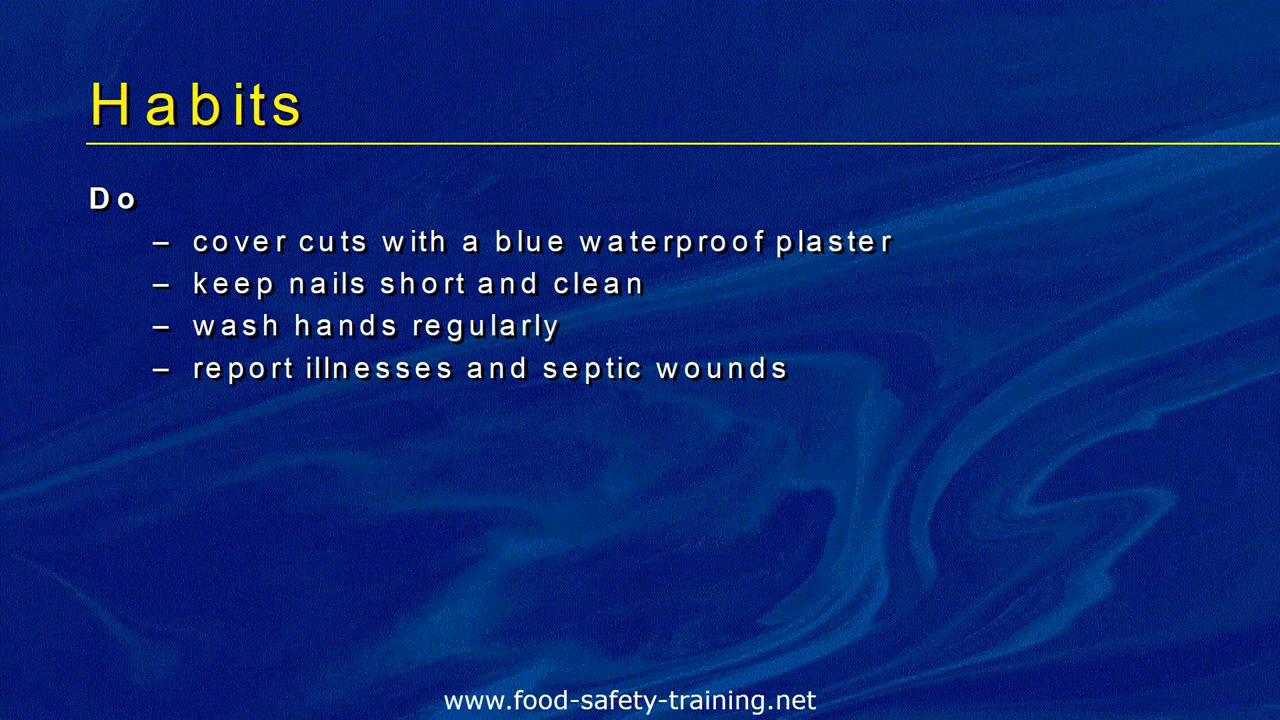 Habits
Do
– cover cuts with a blue waterproof plaster
– keep nails short and clean
– wash hands regularly
– report illnesses and septic wounds
www.food-safety-training.net